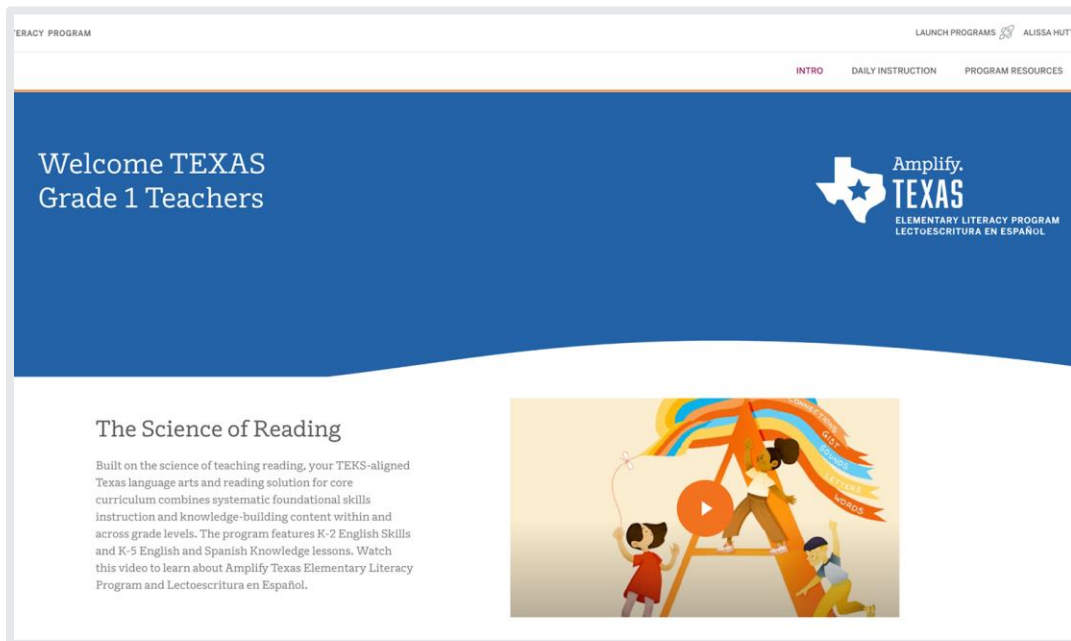 ERACY PROGRAM
LAUNCH PROGRAMS ALISSA HUT
INTRO DAILY INSTRUCTION PROGRAM RESOURCES
Welcome TEXAS
Grade 1 Teachers
Amplify.
TEXAS
ELEMENTARY LITERACY PROGRAM
LECTOESCRITURA EN ESPAÑOL
The Science of Reading
Built on the science of teaching reading, your TEKS-aligned
Texas language arts and reading solution for core
curriculum combines systematic foundational skills
instruction and knowledge-building content within and
across grade levels. The program features K-2 English Skills
and K-5 English and Spanish Knowledge lessons. Watch
this video to learn about Amplify Texas Elementary Literacy
Program and Lectoescritura en Español.
CONNECTIONS
GIST
SOUNDS
LETTERS
WORDS